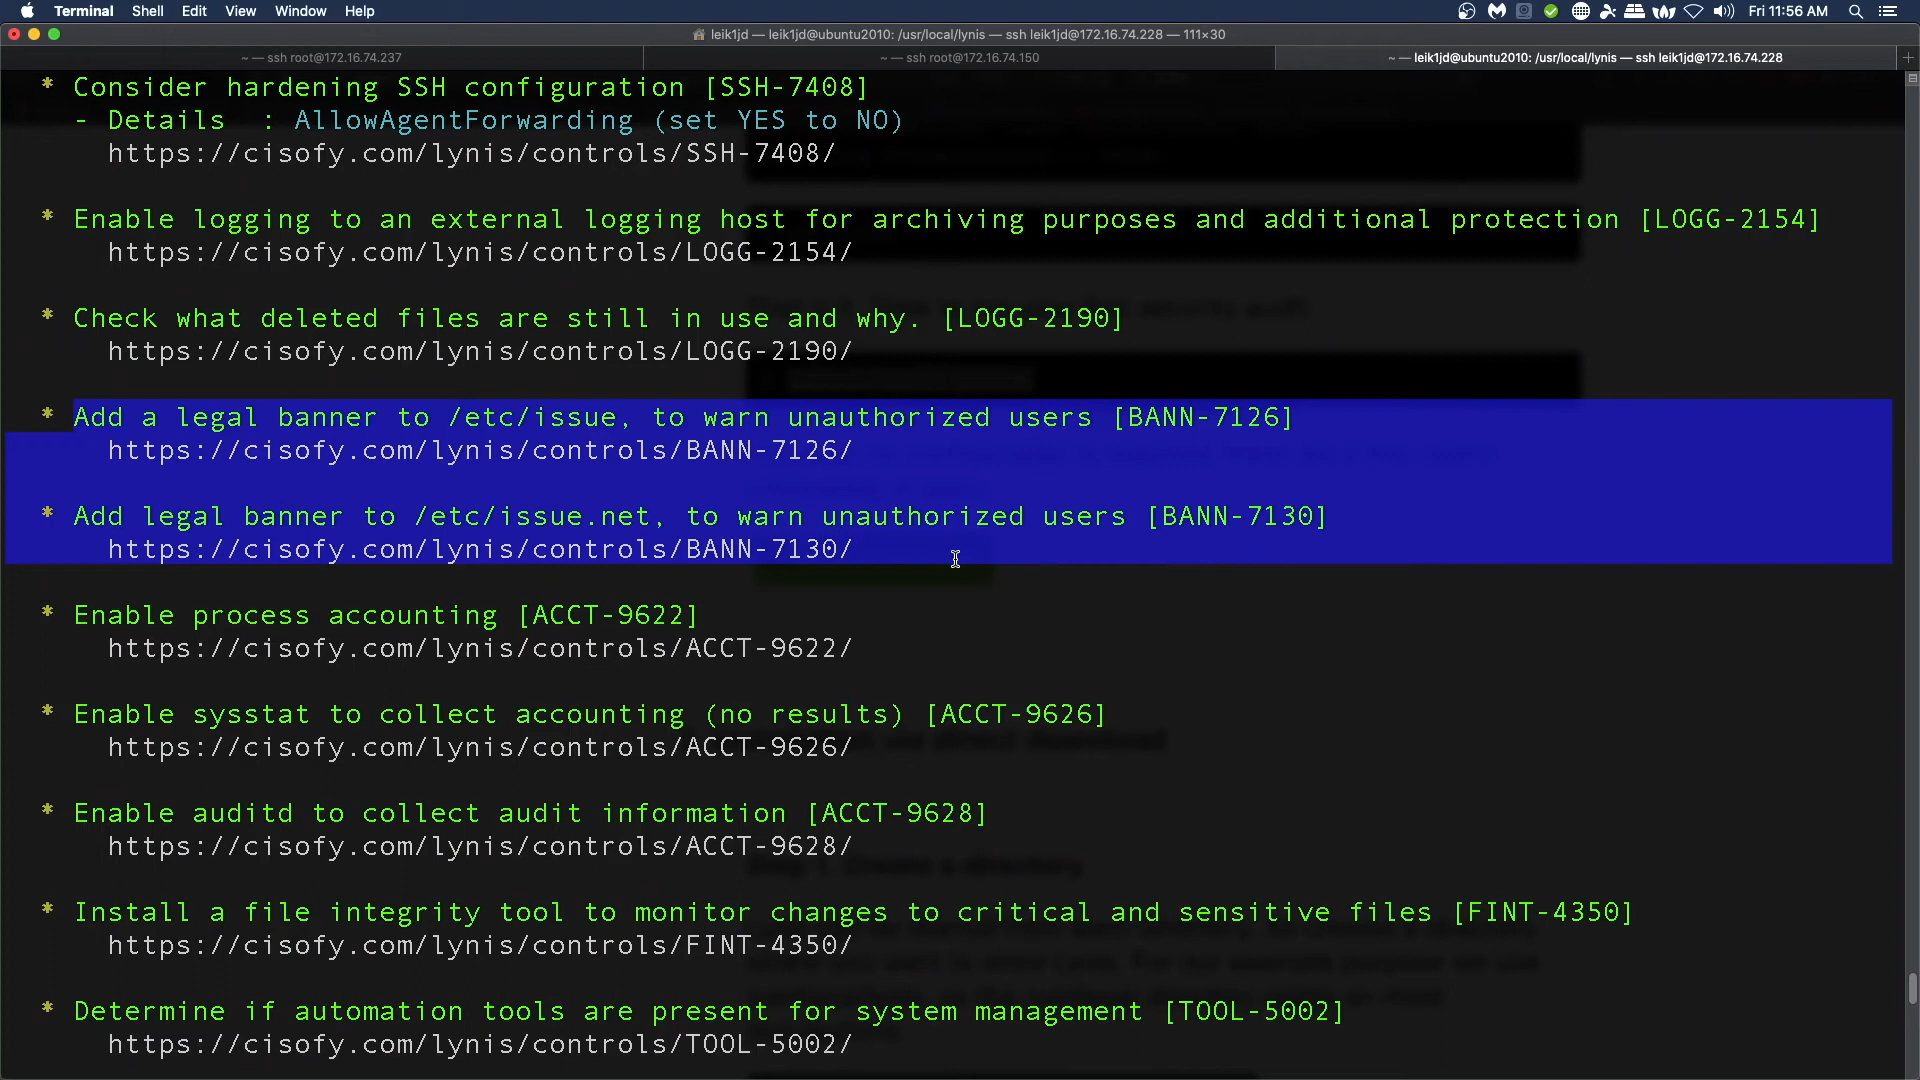 Terminal Shell Edit View Window Help Fri 11:56 AM
leik1jd — leik1jd@ubuntu2010: /usr/local/lynis — ssh leik1jd@172.16.74.228 — 111×30
~ — ssh root@172.16.74.237 ~ — ssh root@172.16.74.150 ~ — leik1jd@ubuntu2010: /usr/local/lynis — ssh leik1jd@172.16.74.228 +
* Consider hardening SSH configuration [SSH-7408]
- Details : AllowAgentForwarding (set YES to NO)
https://cisofy.com/lynis/controls/SSH-7408/
* Enable logging to an external logging host for archiving purposes and additional protection [LOGG-2154]
https://cisofy.com/lynis/controls/LOGG-2154/
* Check what deleted files are still in use and why. [LOGG-2190]
https://cisofy.com/lynis/controls/LOGG-2190/
* Add a legal banner to /etc/issue, to warn unauthorized users [BANN-7126]
https://cisofy.com/lynis/controls/BANN-7126/
* Add legal banner to /etc/issue.net, to warn unauthorized users [BANN-7130]
https://cisofy.com/lynis/controls/BANN-7130/
* Enable process accounting [ACCT-9622]
https://cisofy.com/lynis/controls/ACCT-9622/
* Enable sysstat to collect accounting (no results) [ACCT-9626]
https://cisofy.com/lynis/controls/ACCT-9626/
via direct download
* Enable auditd to collect audit information [ACCT-9628]
https://cisofy.com/lynis/controls/ACCT-9628/
Step 1. Create a directory
* Install a file integrity tool to monitor changes to critical and sensitive files [FINT-4350]
https://cisofy.com/lynis/controls/FINT-4350/
* Determine if automation tools are present for system management [TOOL-5002]
https://cisofy.com/lynis/controls/TOOL-5002/